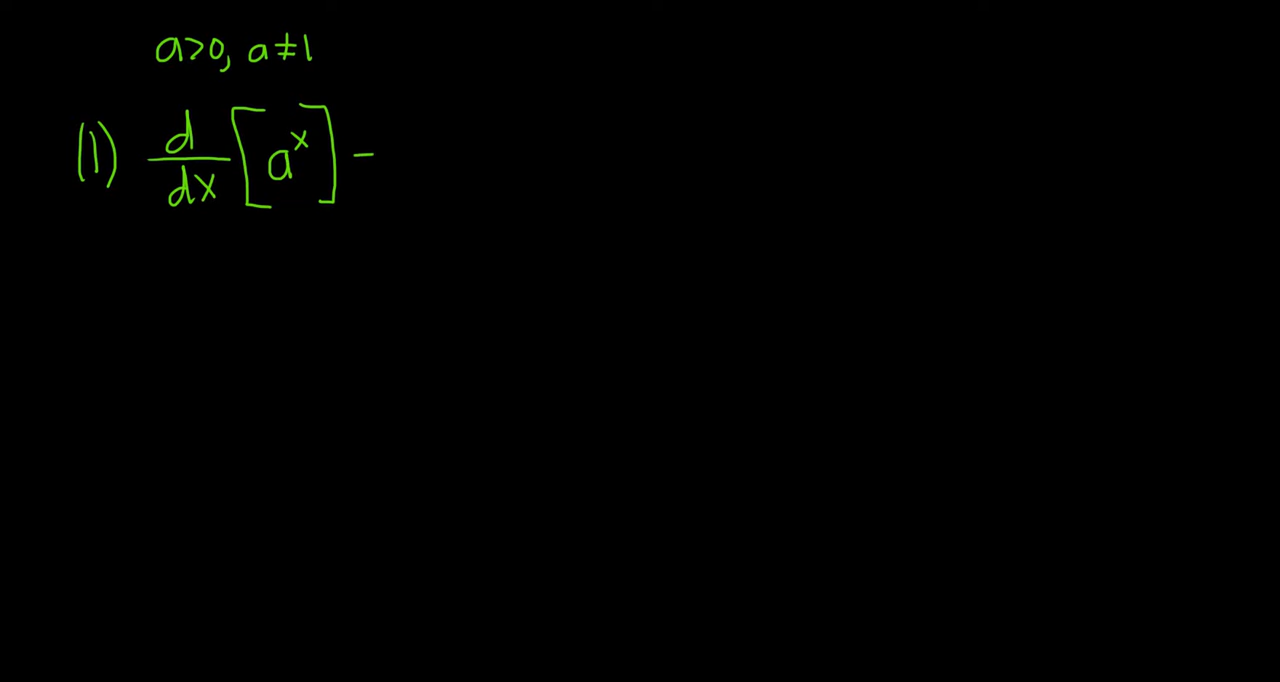 a>0, a≠1
(1) d/dx [a^x] -